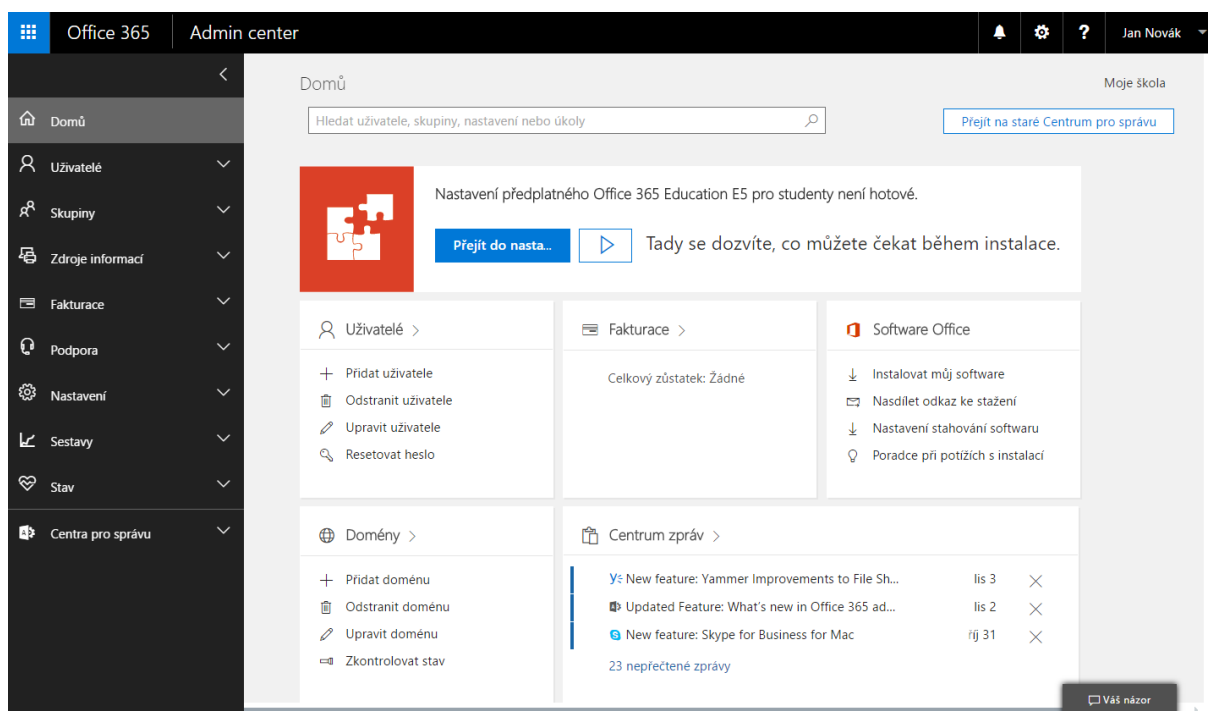 Office 365
Admin center
Jan Novák
Domů
Uživatelé
Skupiny
Zdroje informací
Fakturace
Podpora
Nastavení
Sestavy
Stav
Centra pro správu
Domů
Moje škola
Hledat uživatele, skupiny, nastavení nebo úkoly
Přejít na staré Centrum pro správu
Nastavení předplatného Office 365 Education E5 pro studenty není hotové.
Přejít do nasta...
Tady se dozvíte, co můžete čekat během instalace.
Uživatelé
Přidat uživatele
Odstranit uživatele
Upravit uživatele
Resetovat heslo
Fakturace
Celkový zůstatek: Žádné
Software Office
Instalovat můj software
Nasdílet odkaz ke stažení
Nastavení stahování softwaru
Poradce při potížích s instalací
Domény
Přidat doménu
Odstranit doménu
Upravit doménu
Zkontrolovat stav
Centrum zpráv
New feature: Yammer Improvements to File Sh... lis 3
Updated Feature: What's new in Office 365 ad... lis 2
New feature: Skype for Business for Mac říj 31
23 nepřečtené zprávy
Váš názor